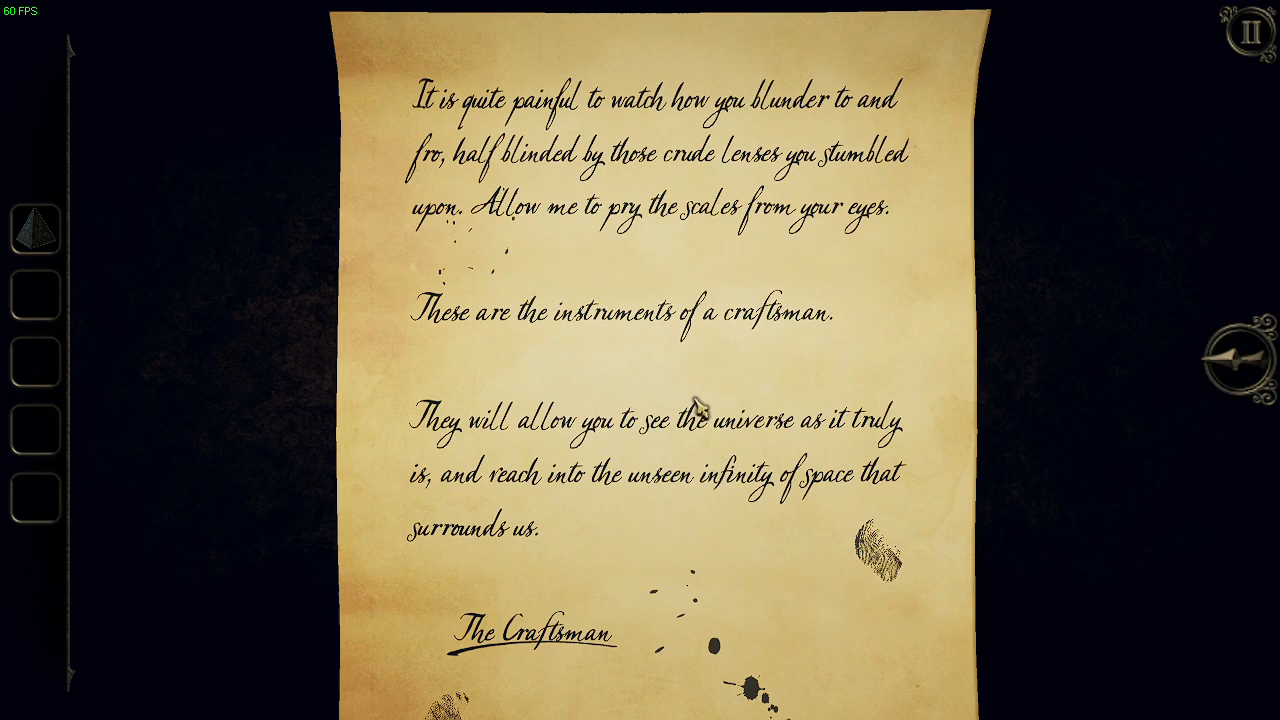 60 FPS
It is quite painful to watch how you blunder to and
fro, half blinded by those crude lenses you stumbled
upon. Allow me to pry the scales from your eyes.
These are the instruments of a craftsman.
They will allow you to see the universe as it truly
is, and reach into the unseen infinity of space that
surrounds us.
The Craftsman